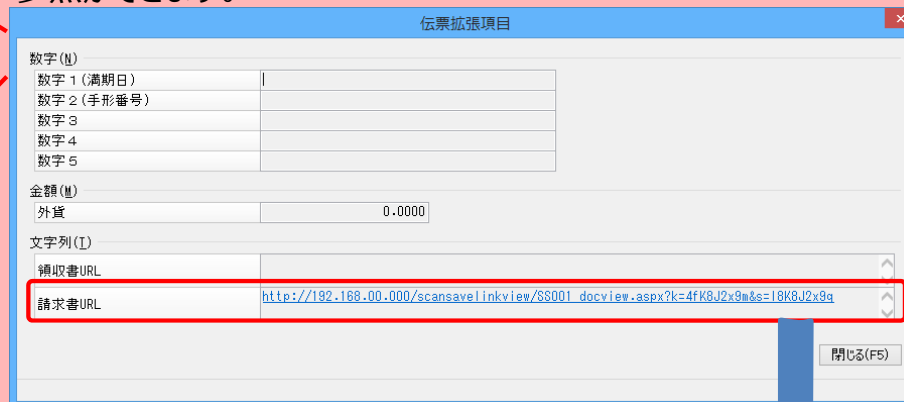 伝票拡張項目
数字(N)
数字1(満期日)
数字2(手形番号)
数字3
数字4
数字5
金額(M)
外貨 0.0000
文字列(T)
領収書URL
請求書URL http://192.168.00.000/scansavelinkview/SS001_docview.aspx?k=4fK8J2x9m&s=l8K8J2x9q
閉じる(F5)